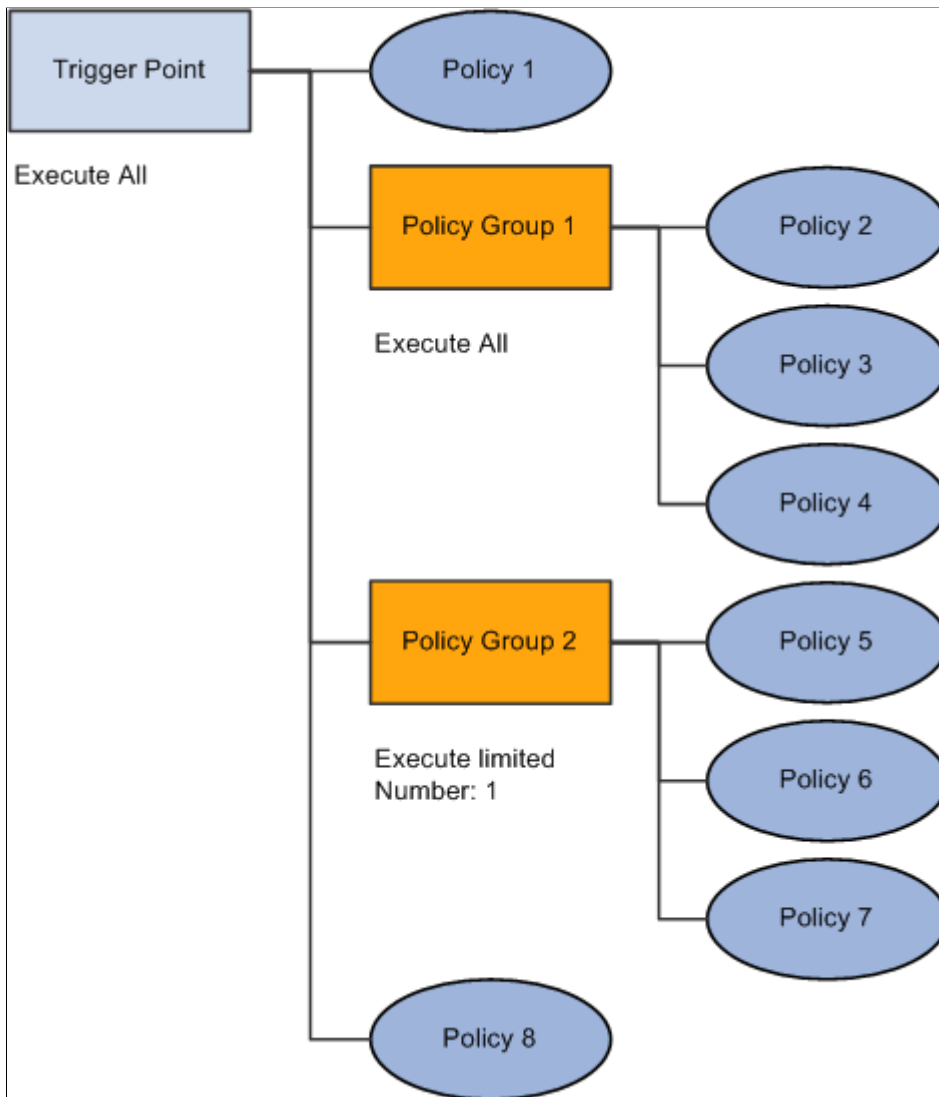 Trigger Point
Policy 1
Execute All
Policy Group 1
Policy 2
Execute All
Policy 3
Policy 4
Policy Group 2
Policy 5
Execute limited
Number: 1
Policy 6
Policy 7
Policy 8